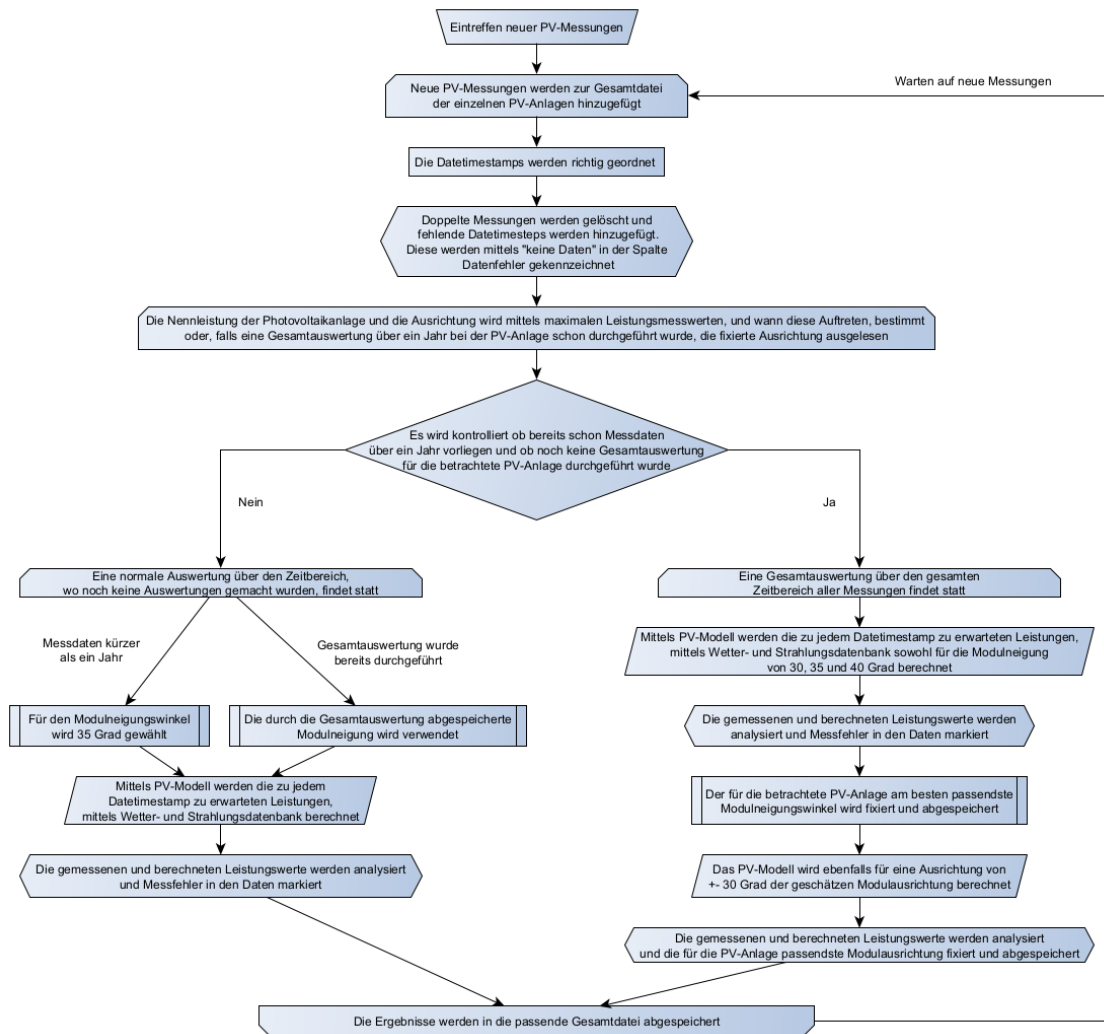 Eintreffen neuer PV-Messungen
Neue PV-Messungen werden zur Gesamtdatei
der einzelnen PV-Anlagen hinzugefügt
Warten auf neue Messungen
Die Datetimestamps werden richtig geordnet
Doppelte Messungen werden gelöscht und
fehlende Datetimesteps werden hinzugefügt.
Diese werden mittels "keine Daten" in der Spalte
Datenfehler gekennzeichnet
Die Nennleistung der Photovoltaikanlage und die Ausrichtung wird mittels maximalen Leistungsmesswerten, und wann diese Auftreten, bestimmt
oder, falls eine Gesamtauswertung über ein Jahr bei der PV-Anlage schon durchgeführt wurde, die fixierte Ausrichtung ausgelesen
Es wird kontrolliert ob bereits schon Messdaten
über ein Jahr vorliegen und ob noch keine Gesamtauswertung
für die betrachtete PV-Anlage durchgeführt wurde
Nein
Ja
Eine normale Auswertung über den Zeitbereich,
wo noch keine Auswertungen gemacht wurden, findet statt
Messdaten kürzer
als ein Jahr
Gesamtauswertung wurde
bereits durchgeführt
Für den Modulneigungswinkel
wird 35 Grad gewählt
Die durch die Gesamtauswertung abgespeicherte
Modulneigung wird verwendet
Mittels PV-Modell werden die zu jedem
Datetimestamp zu erwarteten Leistungen,
mittels Wetter- und Strahlungsdatenbank berechnet
Die gemessenen und berechneten Leistungswerte werden analysiert
und Messfehler in den Daten markiert
Eine Gesamtauswertung über den gesamten
Zeitbereich aller Messungen findet statt
Mittels PV-Modell werden die zu jedem Datetimestamp zu erwarteten Leistungen,
mittels Wetter- und Strahlungsdatenbank sowohl für die Modulneigung
von 30, 35 und 40 Grad berechnet
Die gemessenen und berechneten Leistungswerte werden
analysiert und Messfehler in den Daten markiert
Der für die betrachtete PV-Anlage am besten passendste
Modulneigungswinkel wird fixiert und abgespeichert
Das PV-Modell wird ebenfalls für eine Ausrichtung von
+- 30 Grad der geschätzen Modulausrichtung berechnet
Die gemessenen und berechneten Leistungswerte werden analysiert
und die für die PV-Anlage passendste Modulausrichtung fixiert und abgespeichert
Die Ergebnisse werden in die passende Gesamtdatei abgespeichert